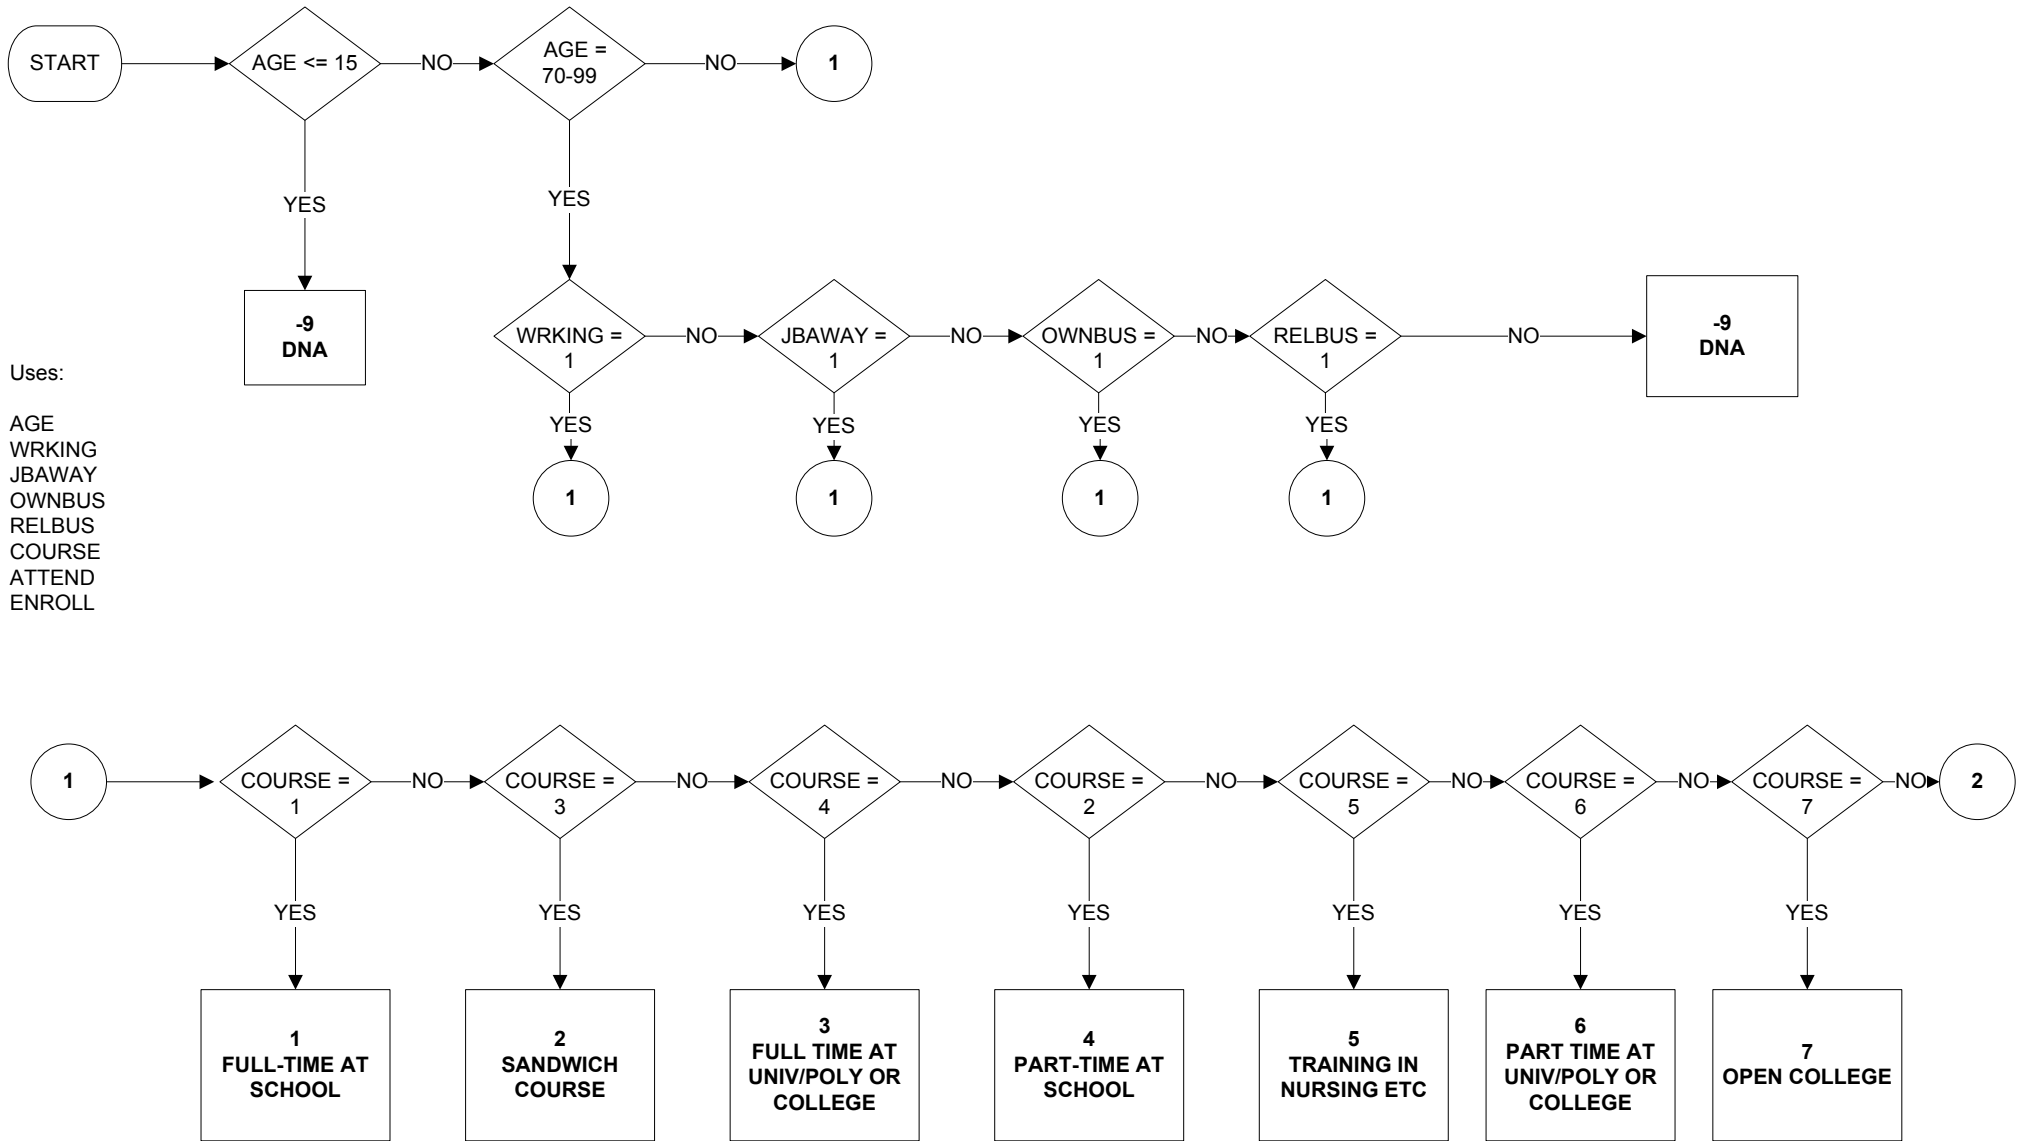 START
AGE <= 15
NO
AGE =
70-99
NO
1
YES
YES
-9
DNA
WRKING =
1
NO
JBAWAY =
1
NO
OWNBUS =
1
NO
RELBUS =
1
NO
-9
DNA
YES
YES
YES
YES
1
1
1
1
Uses:
AGE
WRKING
JBAWAY
OWNBUS
RELBUS
COURSE
ATTEND
ENROLL
1
COURSE =
1
NO
COURSE =
3
NO
COURSE =
4
NO
COURSE =
2
NO
COURSE =
5
NO
COURSE =
6
NO
COURSE =
7
NO
2
YES
YES
YES
YES
YES
YES
YES
1
FULL-TIME AT
SCHOOL
2
SANDWICH
COURSE
3
FULL TIME AT
UNIV/POLY OR
COLLEGE
4
PART-TIME AT
SCHOOL
5
TRAINING IN
NURSING ETC
6
PART TIME AT
UNIV/POLY OR
COLLEGE
7
OPEN COLLEGE